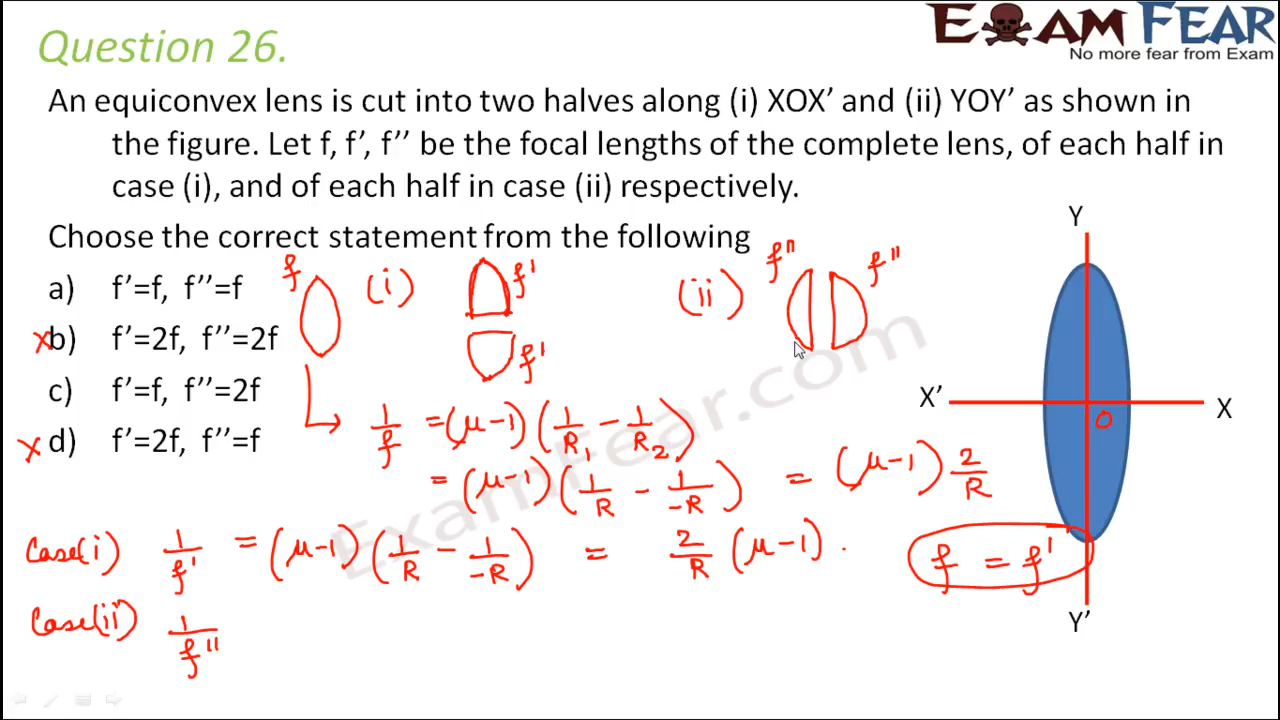 Question 26.
EXAM FEAR
No more fear from Exam
An equiconvex lens is cut into two halves along (i) XOX’ and (ii) YOY’ as shown in
the figure. Let f, f’, f’’ be the focal lengths of the complete lens, of each half in
case (i), and of each half in case (ii) respectively.
Choose the correct statement from the following
a) f’=f, f’’=f
x b) f’=2f, f’’=2f
c) f’=f, f’’=2f
x d) f’=2f, f’’=f
f (i) f' f'
(ii) f'' f''
Y
X’ O X
Y’
1/f = (μ-1) (1/R1 - 1/R2)
= (μ-1) (1/R - 1/-R) = (μ-1) 2/R
Case(i) 1/f' = (μ-1) (1/R - 1/-R) = 2/R (μ-1) . f = f'
Case(ii) 1/f''
ExamFear.com